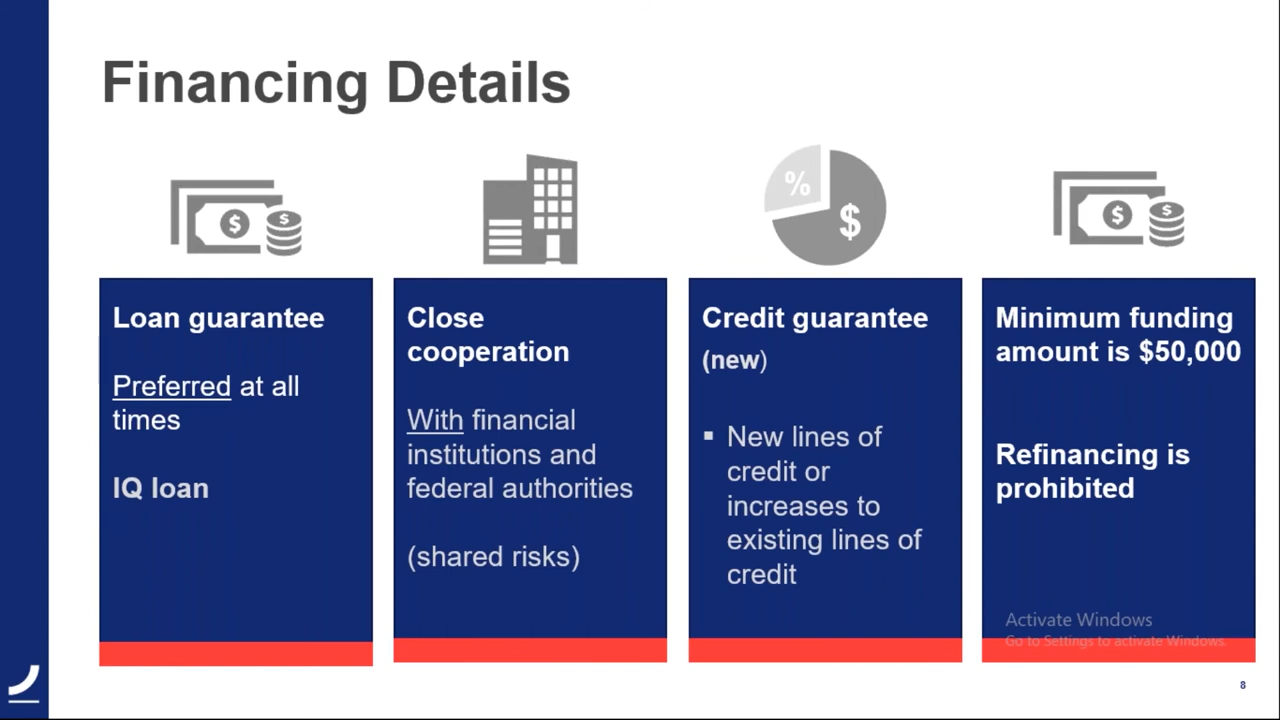 Financing Details
$ $
%
$
$ $
Loan guarantee
Preferred at all
times
IQ loan
Close
cooperation
With financial
institutions and
federal authorities
(shared risks)
Credit guarantee
(new)
▪ New lines of
credit or
increases to
existing lines of
credit
Minimum funding
amount is $50,000
Refinancing is
prohibited
Activate Windows
Go to Settings to activate Windows.
8